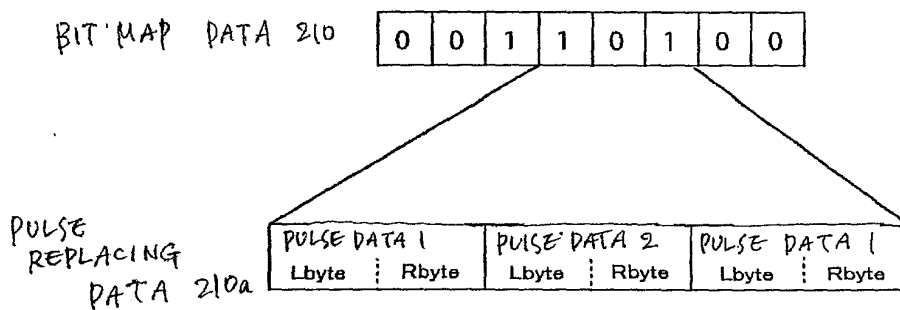 BIT MAP DATA 210 0 0 1 1 0 1 0 0
PULSE DATA 1 PULSE DATA 2 PULSE DATA 1
Lbyte Rbyte Lbyte Rbyte Lbyte Rbyte
PULSE
REPLACING
DATA 210a